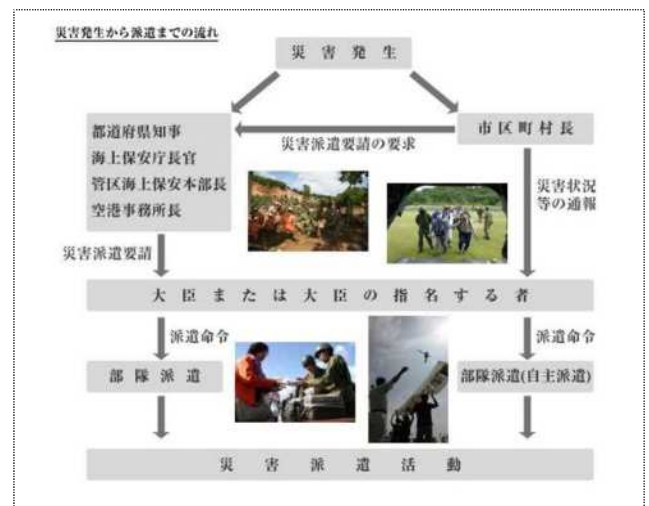 災害発生から派遣までの流れ
災害発生
都道府県知事
海上保安庁長官
管区海上保安本部長
空港事務所長
災害派遣要請の要求
市区町村長
災害状況
等の通報
災害派遣要請
大臣または大臣の指名する者
派遣命令
派遣命令
部隊派遣
部隊派遣(自主派遣)
災害派遣活動